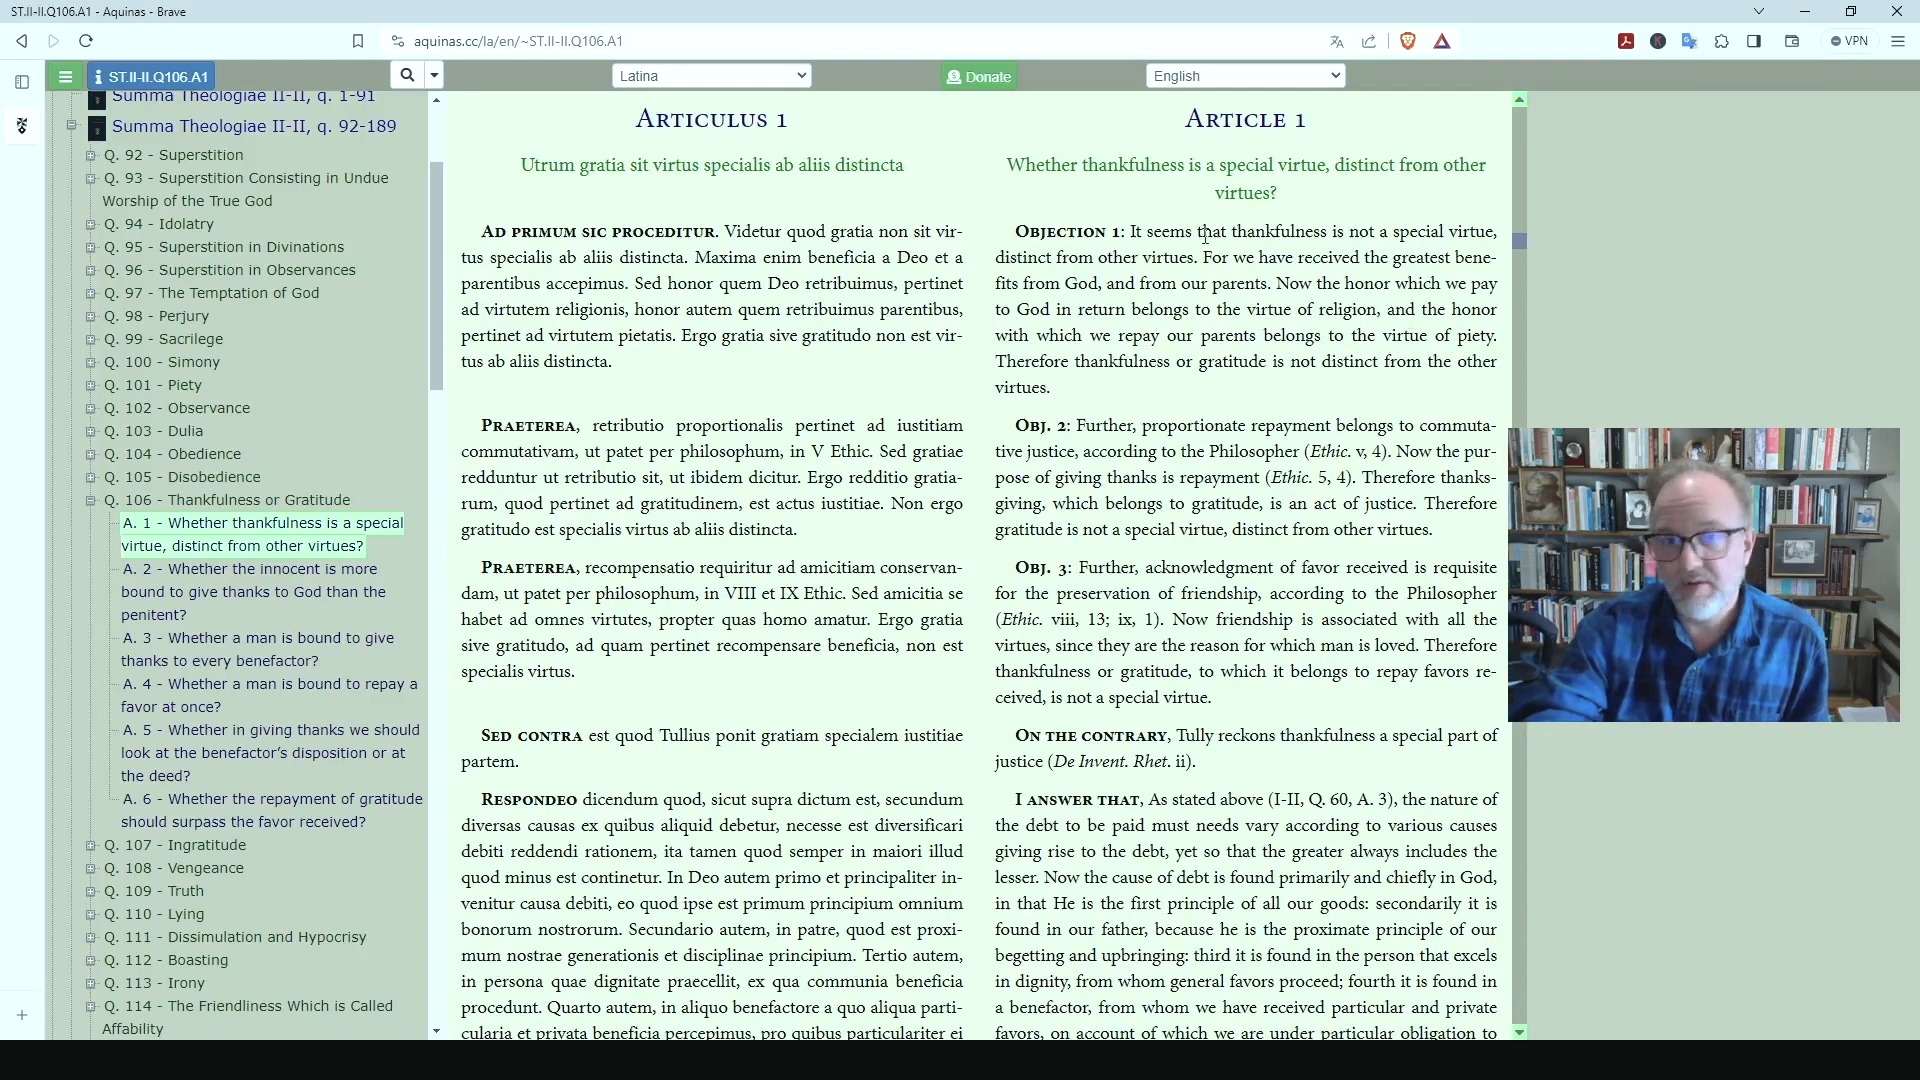 ST.II-II.Q106.A1 - Aquinas - Brave
aquinas.cc/la/en/~ST.II-II.Q106.A1
VPN
ST.II-II.Q106.A1
Latina
Donate
English
Summa Theologiae II-II, q. 1-91
Summa Theologiae II-II, q. 92-189
Q. 92 - Superstition
Q. 93 - Superstition Consisting in Undue
Worship of the True God
Q. 94 - Idolatry
Q. 95 - Superstition in Divinations
Q. 96 - Superstition in Observances
Q. 97 - The Temptation of God
Q. 98 - Perjury
Q. 99 - Sacrilege
Q. 100 - Simony
Q. 101 - Piety
Q. 102 - Observance
Q. 103 - Dulia
Q. 104 - Obedience
Q. 105 - Disobedience
Q. 106 - Thankfulness or Gratitude
A. 1 - Whether thankfulness is a special
virtue, distinct from other virtues?
A. 2 - Whether the innocent is more
bound to give thanks to God than the
penitent?
A. 3 - Whether a man is bound to give
thanks to every benefactor?
A. 4 - Whether a man is bound to repay a
favor at once?
A. 5 - Whether in giving thanks we should
look at the benefactor’s disposition or at
the deed?
A. 6 - Whether the repayment of gratitude
should surpass the favor received?
Q. 107 - Ingratitude
Q. 108 - Vengeance
Q. 109 - Truth
Q. 110 - Lying
Q. 111 - Dissimulation and Hypocrisy
Q. 112 - Boasting
Q. 113 - Irony
Q. 114 - The Friendliness Which is Called
Affability
Articulus 1
Utrum gratia sit virtus specialis ab aliis distincta
Ad primum sic proceditur. Videtur quod gratia non sit vir-
tus specialis ab aliis distincta. Maxima enim beneficia a Deo et a
parentibus accepimus. Sed honor quem Deo retribuimus, pertinet
ad virtutem religionis, honor autem quem retribuimus parentibus,
pertinet ad virtutem pietatis. Ergo gratia sive gratitudo non est vir-
tus ab aliis distincta.
Praeterea, retributio proportionalis pertinet ad iustitiam
commutativam, ut patet per philosophum, in V Ethic. Sed gratiae
redduntur ut retributio sit, ut ibidem dicitur. Ergo redditio gratia-
rum, quod pertinet ad gratitudinem, est actus iustitiae. Non ergo
gratitudo est specialis virtus ab aliis distincta.
Praeterea, recompensatio requiritur ad amicitiam conservan-
dam, ut patet per philosophum, in VIII et IX Ethic. Sed amicitia se
habet ad omnes virtutes, propter quas homo amatur. Ergo gratia
sive gratitudo, ad quam pertinet recompensare beneficia, non est
specialis virtus.
Sed contra est quod Tullius ponit gratiam specialem iustitiae
partem.
Respondeo dicendum quod, sicut supra dictum est, secundum
diversas causas ex quibus aliquid debetur, necesse est diversificari
debiti reddendi rationem, ita tamen quod semper in maiori illud
quod minus est continetur. In Deo autem primo et principaliter in-
venitur causa debiti, eo quod ipse est primum principium omnium
bonorum nostrorum. Secundario autem, in patre, quod est proxi-
mum nostrae generationis et disciplinae principium. Tertio autem,
in persona quae dignitate praecellit, ex qua communia beneficia
procedunt. Quarto autem, in aliquo benefactore a quo aliqua parti-
cularia et privata beneficia percepimus, pro quibus particulariter ei
Article 1
Whether thankfulness is a special virtue, distinct from other
virtues?
Objection 1: It seems that thankfulness is not a special virtue,
distinct from other virtues. For we have received the greatest bene-
fits from God, and from our parents. Now the honor which we pay
to God in return belongs to the virtue of religion, and the honor
with which we repay our parents belongs to the virtue of piety.
Therefore thankfulness or gratitude is not distinct from the other
virtues.
Obj. 2: Further, proportionate repayment belongs to commuta-
tive justice, according to the Philosopher (Ethic. v, 4). Now the pur-
pose of giving thanks is repayment (Ethic. 5, 4). Therefore thanks-
giving, which belongs to gratitude, is an act of justice. Therefore
gratitude is not a special virtue, distinct from other virtues.
Obj. 3: Further, acknowledgment of favor received is requisite
for the preservation of friendship, according to the Philosopher
(Ethic. viii, 13; ix, 1). Now friendship is associated with all the
virtues, since they are the reason for which man is loved. Therefore
thankfulness or gratitude, to which it belongs to repay favors re-
ceived, is not a special virtue.
On the contrary, Tully reckons thankfulness a special part of
justice (De Invent. Rhet. ii).
I answer that, As stated above (I-II, Q. 60, A. 3), the nature of
the debt to be paid must needs vary according to various causes
giving rise to the debt, yet so that the greater always includes the
lesser. Now the cause of debt is found primarily and chiefly in God,
in that He is the first principle of all our goods: secondarily it is
found in our father, because he is the proximate principle of our
begetting and upbringing: third it is found in the person that excels
in dignity, from whom general favors proceed; fourth it is found in
a benefactor, from whom we have received particular and private
favors, on account of which we are under particular obligation to